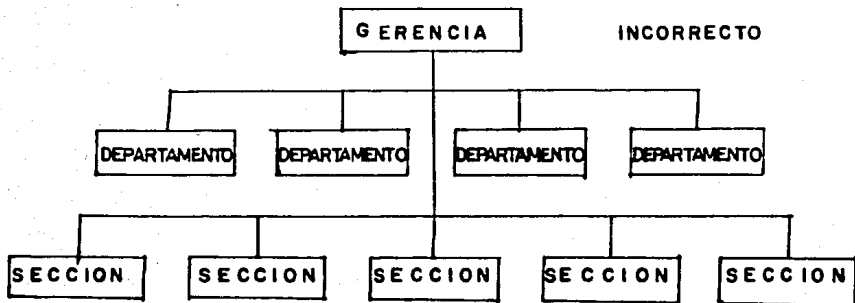 GERENCIA
INCORRECTO
DEPARTAMENTO DEPARTAMENTO DEPARTAMENTO DEPARTAMENTO
SECCION SECCION SECCION SECCION SECCION